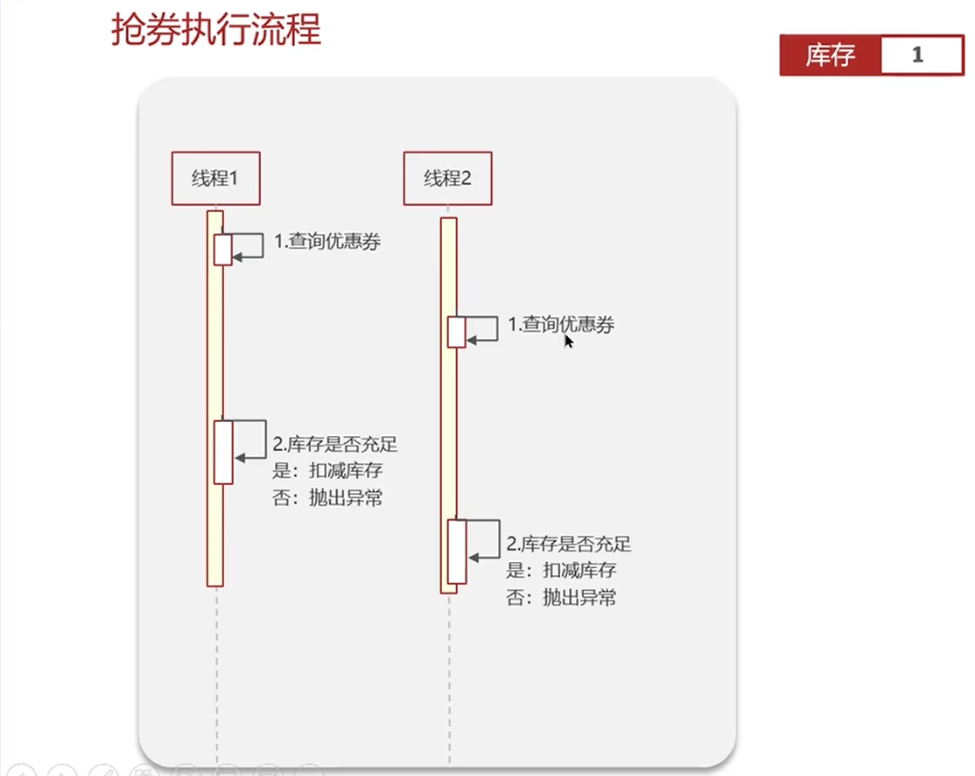 抢券执行流程
库存 1
线程1
线程2
1.查询优惠券
1.查询优惠券
2.库存是否充足
是：扣减库存
否：抛出异常
2.库存是否充足
是：扣减库存
否：抛出异常